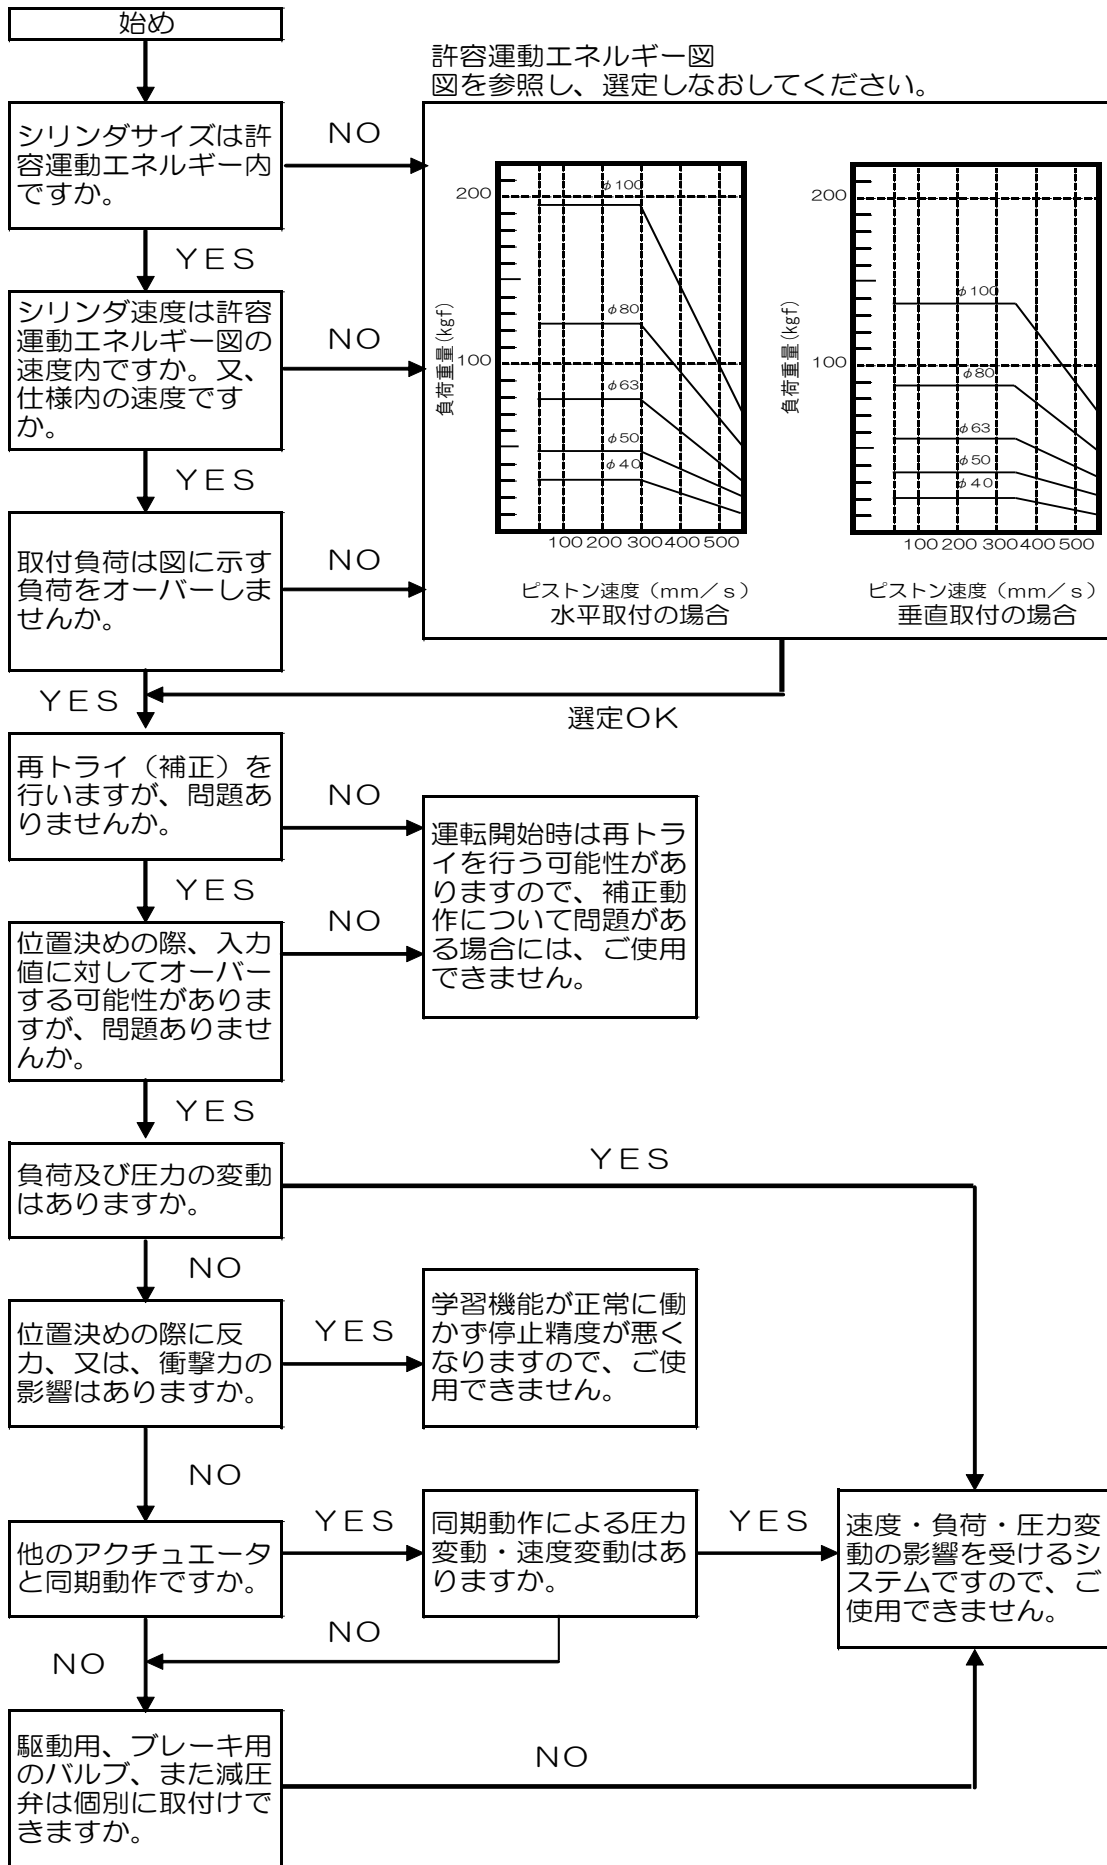 始め
許容運動エネルギー図
図を参照し、選定しなおしてください。
シリンダサイズは許
容運動エネルギー内
ですか。
NO
YES
シリンダ速度は許容
運動エネルギー図の
速度内ですか。又、
仕様内の速度です
か。
NO
YES
取付負荷は図に示す
負荷をオーバーしま
せんか。
NO
YES
負荷重量(kgf)
200
100
φ100
φ80
φ63
φ50
φ40
100 200 300 400 500
ピストン速度(mm/s)
水平取付の場合
負荷重量(kgf)
200
100
φ100
φ80
φ63
φ50
φ40
100 200 300 400 500
ピストン速度(mm/s)
垂直取付の場合
選定OK
再トライ(補正)を
行いますが、問題あ
りませんか。
NO
YES
運転開始時は再トラ
イを行う可能性があ
りますので、補正動
作について問題があ
る場合には、ご使用
できません。
位置決めの際、入力
値に対してオーバー
する可能性がありま
すが、問題ありませ
んか。
NO
YES
負荷及び圧力の変動
はありますか。
YES
NO
位置決めの際に反
力、又は、衝撃力の
影響はありますか。
YES
NO
学習機能が正常に働
かず停止精度が悪く
なりますので、ご使
用できません。
他のアクチュエータ
と同期動作ですか。
YES
NO
同期動作による圧力
変動・速度変動はあ
りますか。
YES
NO
速度・負荷・圧力変
動の影響を受けるシ
ステムですので、ご
使用できません。
駆動用、ブレーキ用
のバルブ、また減圧
弁は個別に取付けで
きますか。
NO